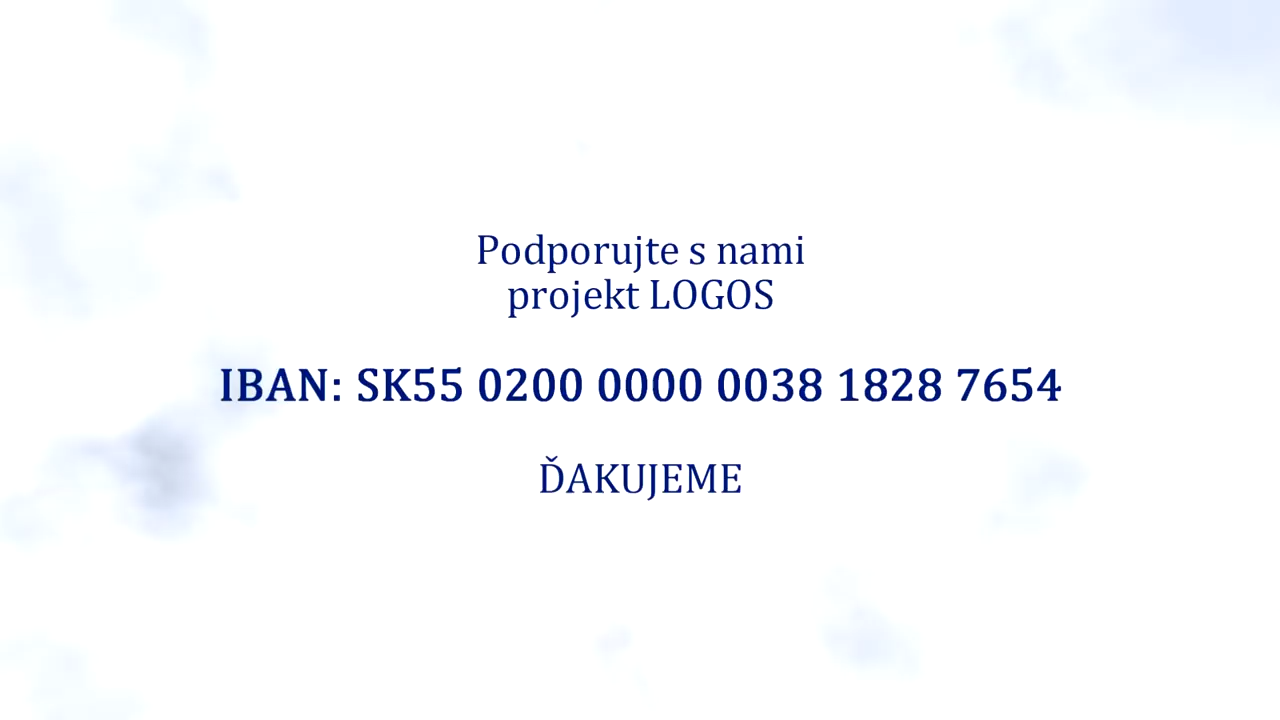 Podporujte s nami
projekt LOGOS
IBAN: SK55 0200 0000 0038 1828 7654
ĎAKUJEME